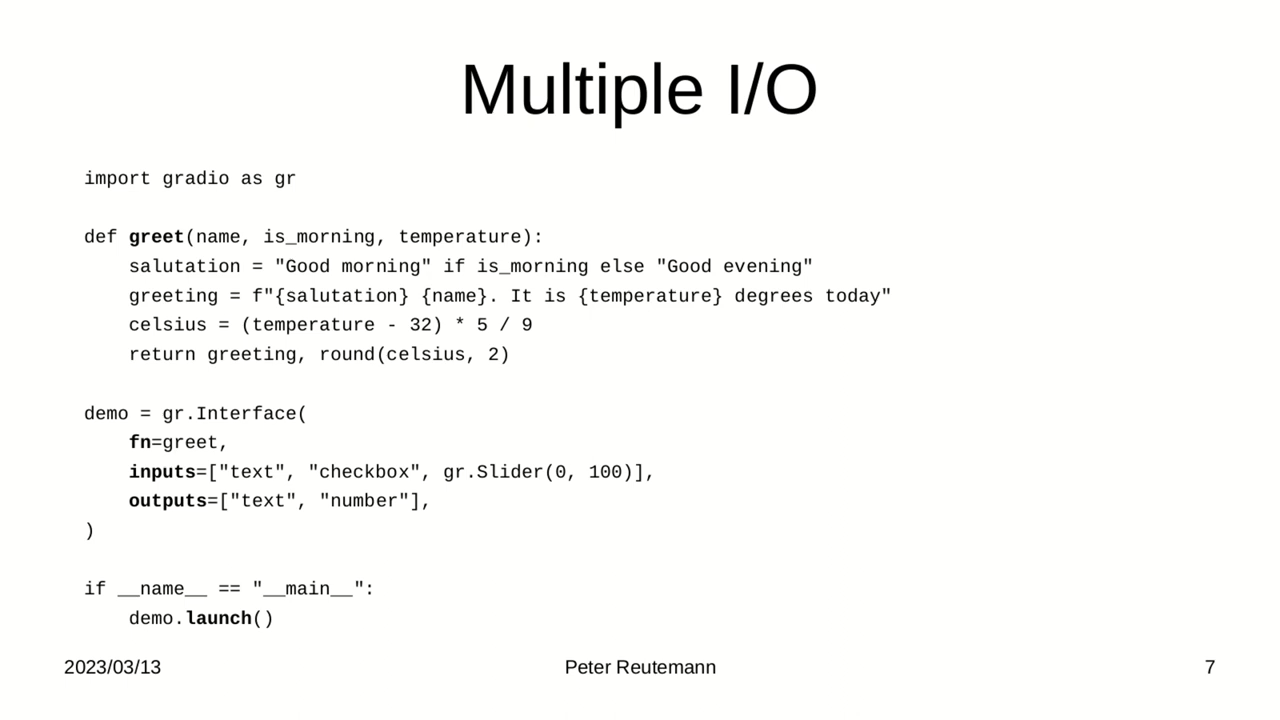 Multiple I/O
import gradio as gr
def greet(name, is_morning, temperature):
    salutation = "Good morning" if is_morning else "Good evening"
    greeting = f"{salutation} {name}. It is {temperature} degrees today"
    celsius = (temperature - 32) * 5 / 9
    return greeting, round(celsius, 2)
demo = gr.Interface(
    fn=greet,
    inputs=["text", "checkbox", gr.Slider(0, 100)],
    outputs=["text", "number"],
)
if __name__ == "__main__":
    demo.launch()
2023/03/13
Peter Reutemann
7